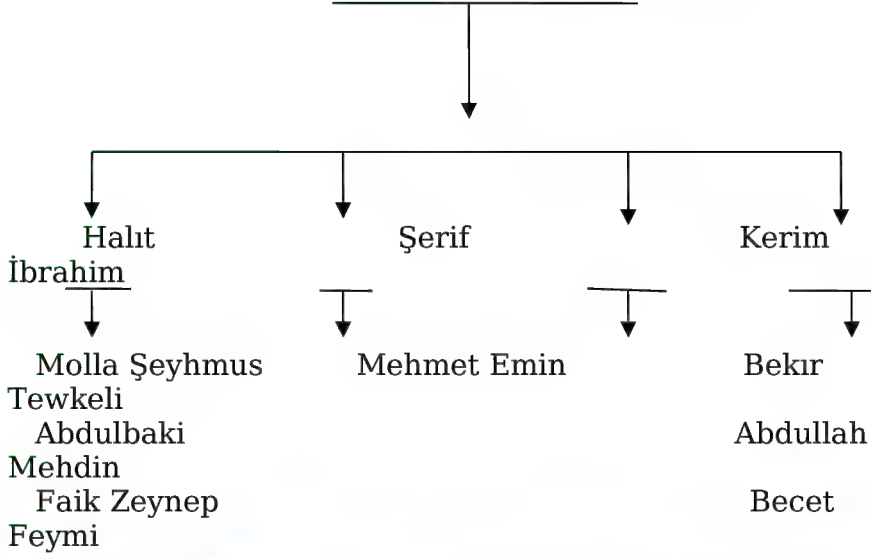 Halıt Şerif Kerim
İbrahim
Molla Şeyhmus Mehmet Emin Bekır
Tewkeli
Abdulbaki Abdullah
Mehdin
Faik Zeynep Becet
Feymi